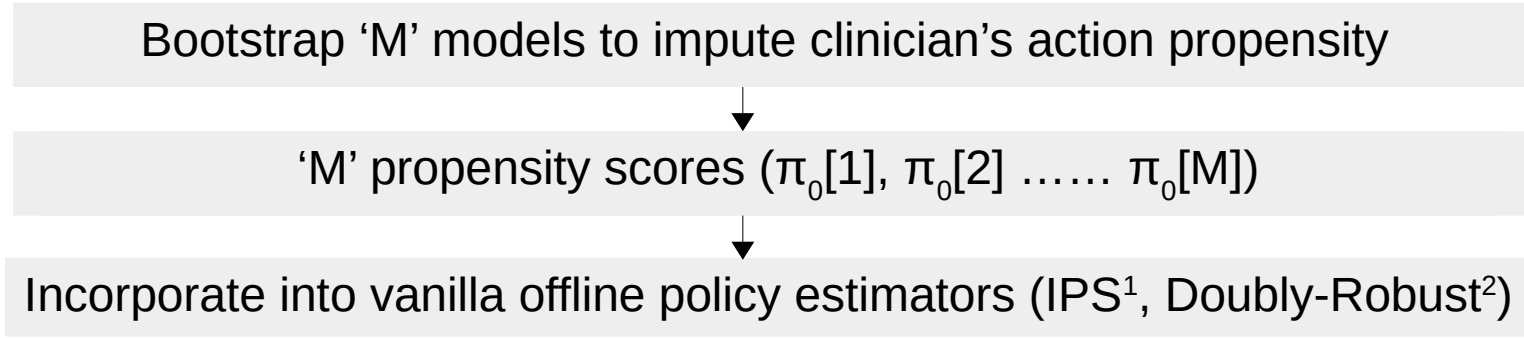 Bootstrap ‘M’ models to impute clinician’s action propensity
‘M’ propensity scores (π₀[1], π₀[2] …… π₀[M])
Incorporate into vanilla offline policy estimators (IPS¹, Doubly-Robust²)